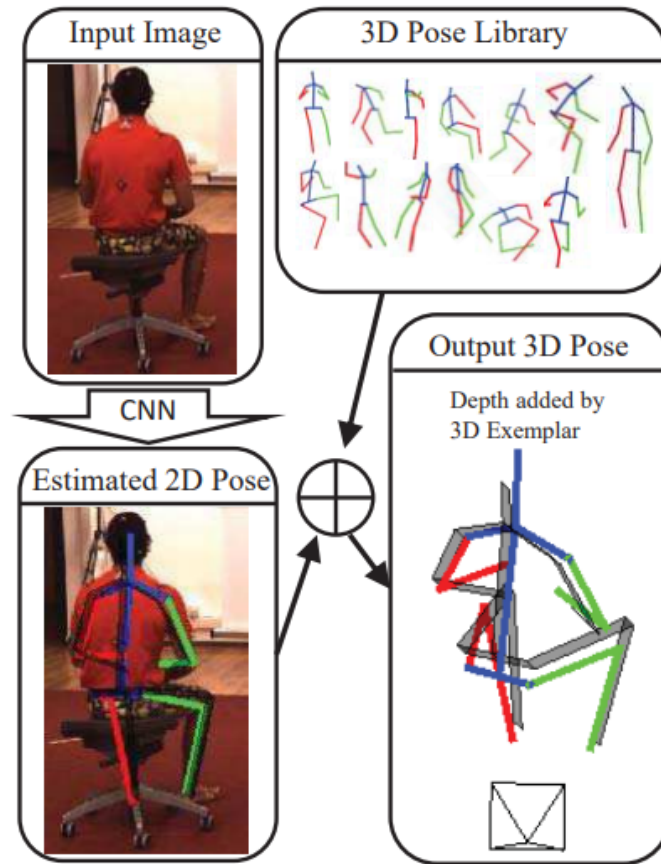 Input Image
3D Pose Library
CNN
Estimated 2D Pose
Output 3D Pose
Depth added by
3D Exemplar